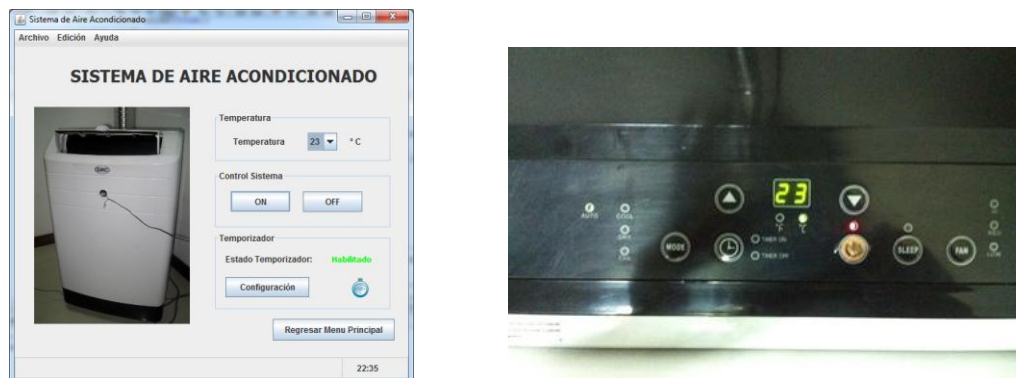 Sistema de Aire Acondicionado
Archivo Edición Ayuda
SISTEMA DE AIRE ACONDICIONADO
Temperatura
Temperatura 23 °C
Control Sistema
ON OFF
Temporizador
Estado Temporizador: Habilitado
Configuración
Regresar Menu Principal
22:35
23
AUTO COOL
°F °C
DRY
TIMER ON
MODE
SLEEP FAN
TIMER OFF
LOW